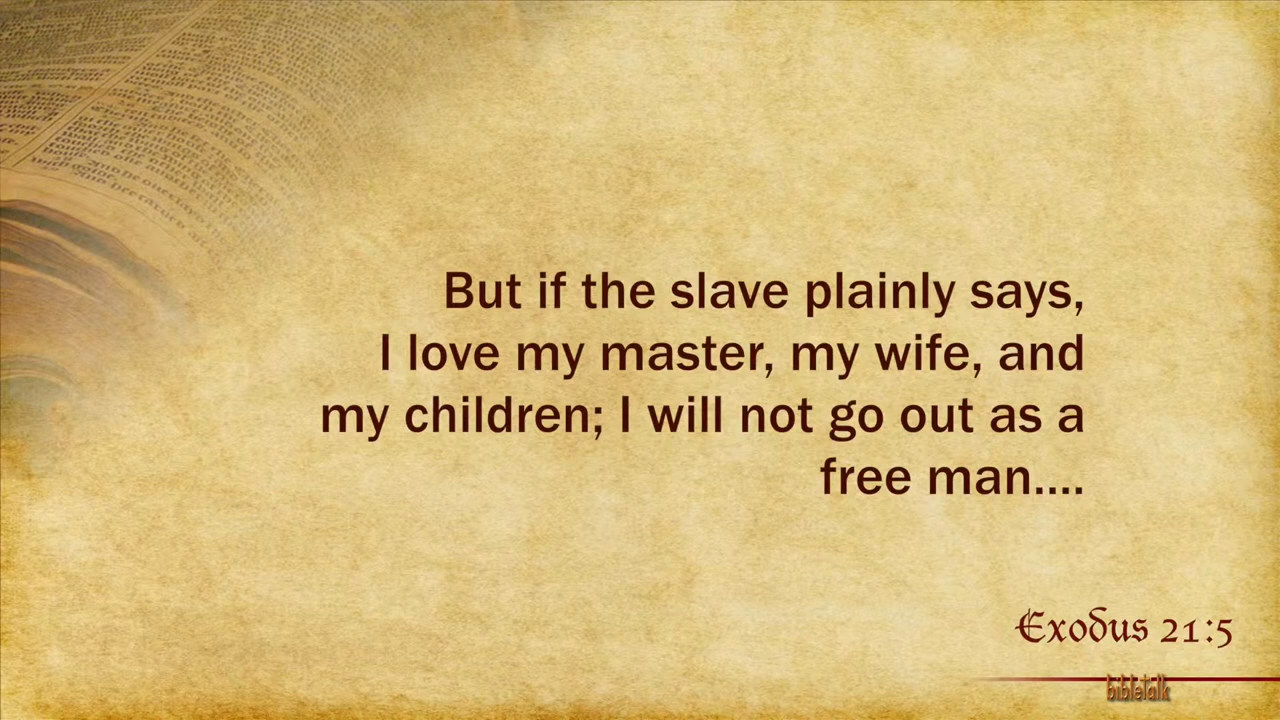 But if the slave plainly says,
I love my master, my wife, and
my children; I will not go out as a
free man....
Exodus 21:5
bibletalk